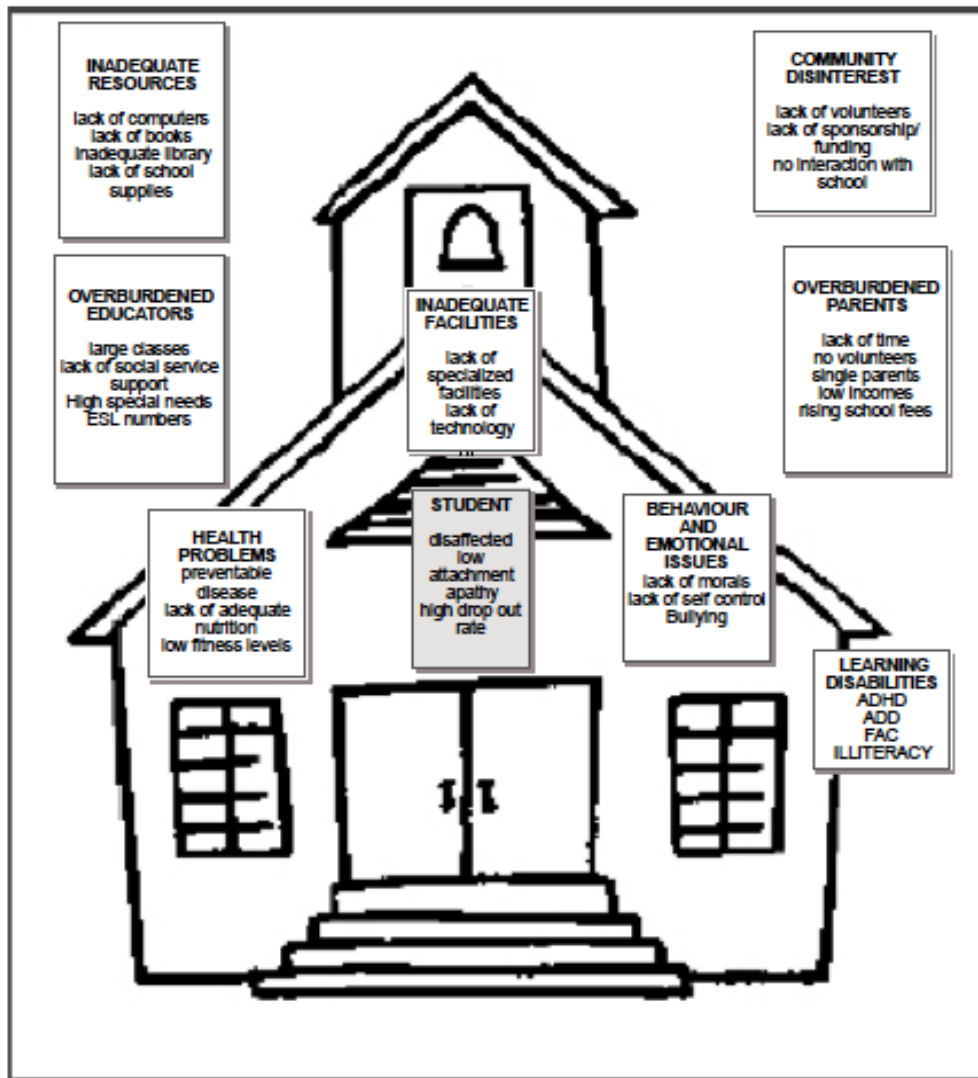 INADEQUATE
RESOURCES
lack of computers
lack of books
Inadequate library
lack of school
supplies
COMMUNITY
DISINTEREST
lack of volunteers
lack of sponsorship/
funding
no interaction with
school
OVERBURDENED
EDUCATORS
large classes
lack of social service
support
High special needs
ESL numbers
INADEQUATE
FACILITIES
lack of
specialized
facilities
lack of
technology
OVERBURDENED
PARENTS
lack of time
no volunteers
single parents
low incomes
rising school fees
HEALTH
PROBLEMS
preventable
disease
lack of adequate
nutrition
low fitness levels
STUDENT
disaffected
low
attachment
apathy
high drop out
rate
BEHAVIOUR
AND
EMOTIONAL
ISSUES
lack of morals
lack of self control
Bullying
LEARNING
DISABILITIES
ADHD
ADD
FAC
ILLITERACY